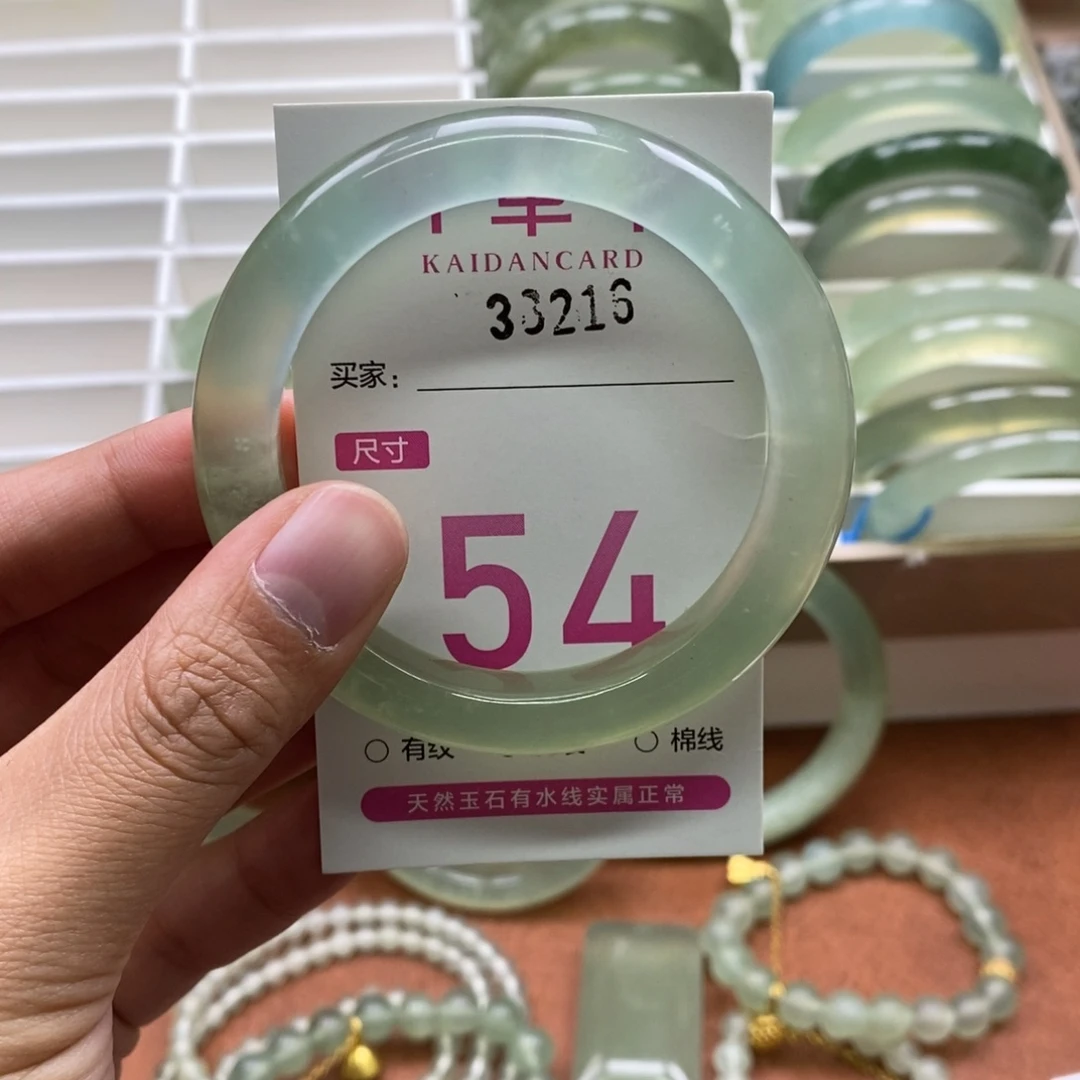 KAIDANCARD
33216
买家：
尺寸
54
○ 有纹 ○ 棉线
天然玉石有水线实属正常